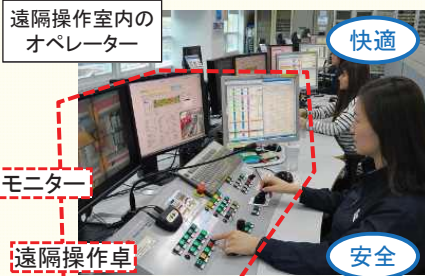 遠隔操作室内の
オペレーター
快適
モニター
遠隔操作卓
安全